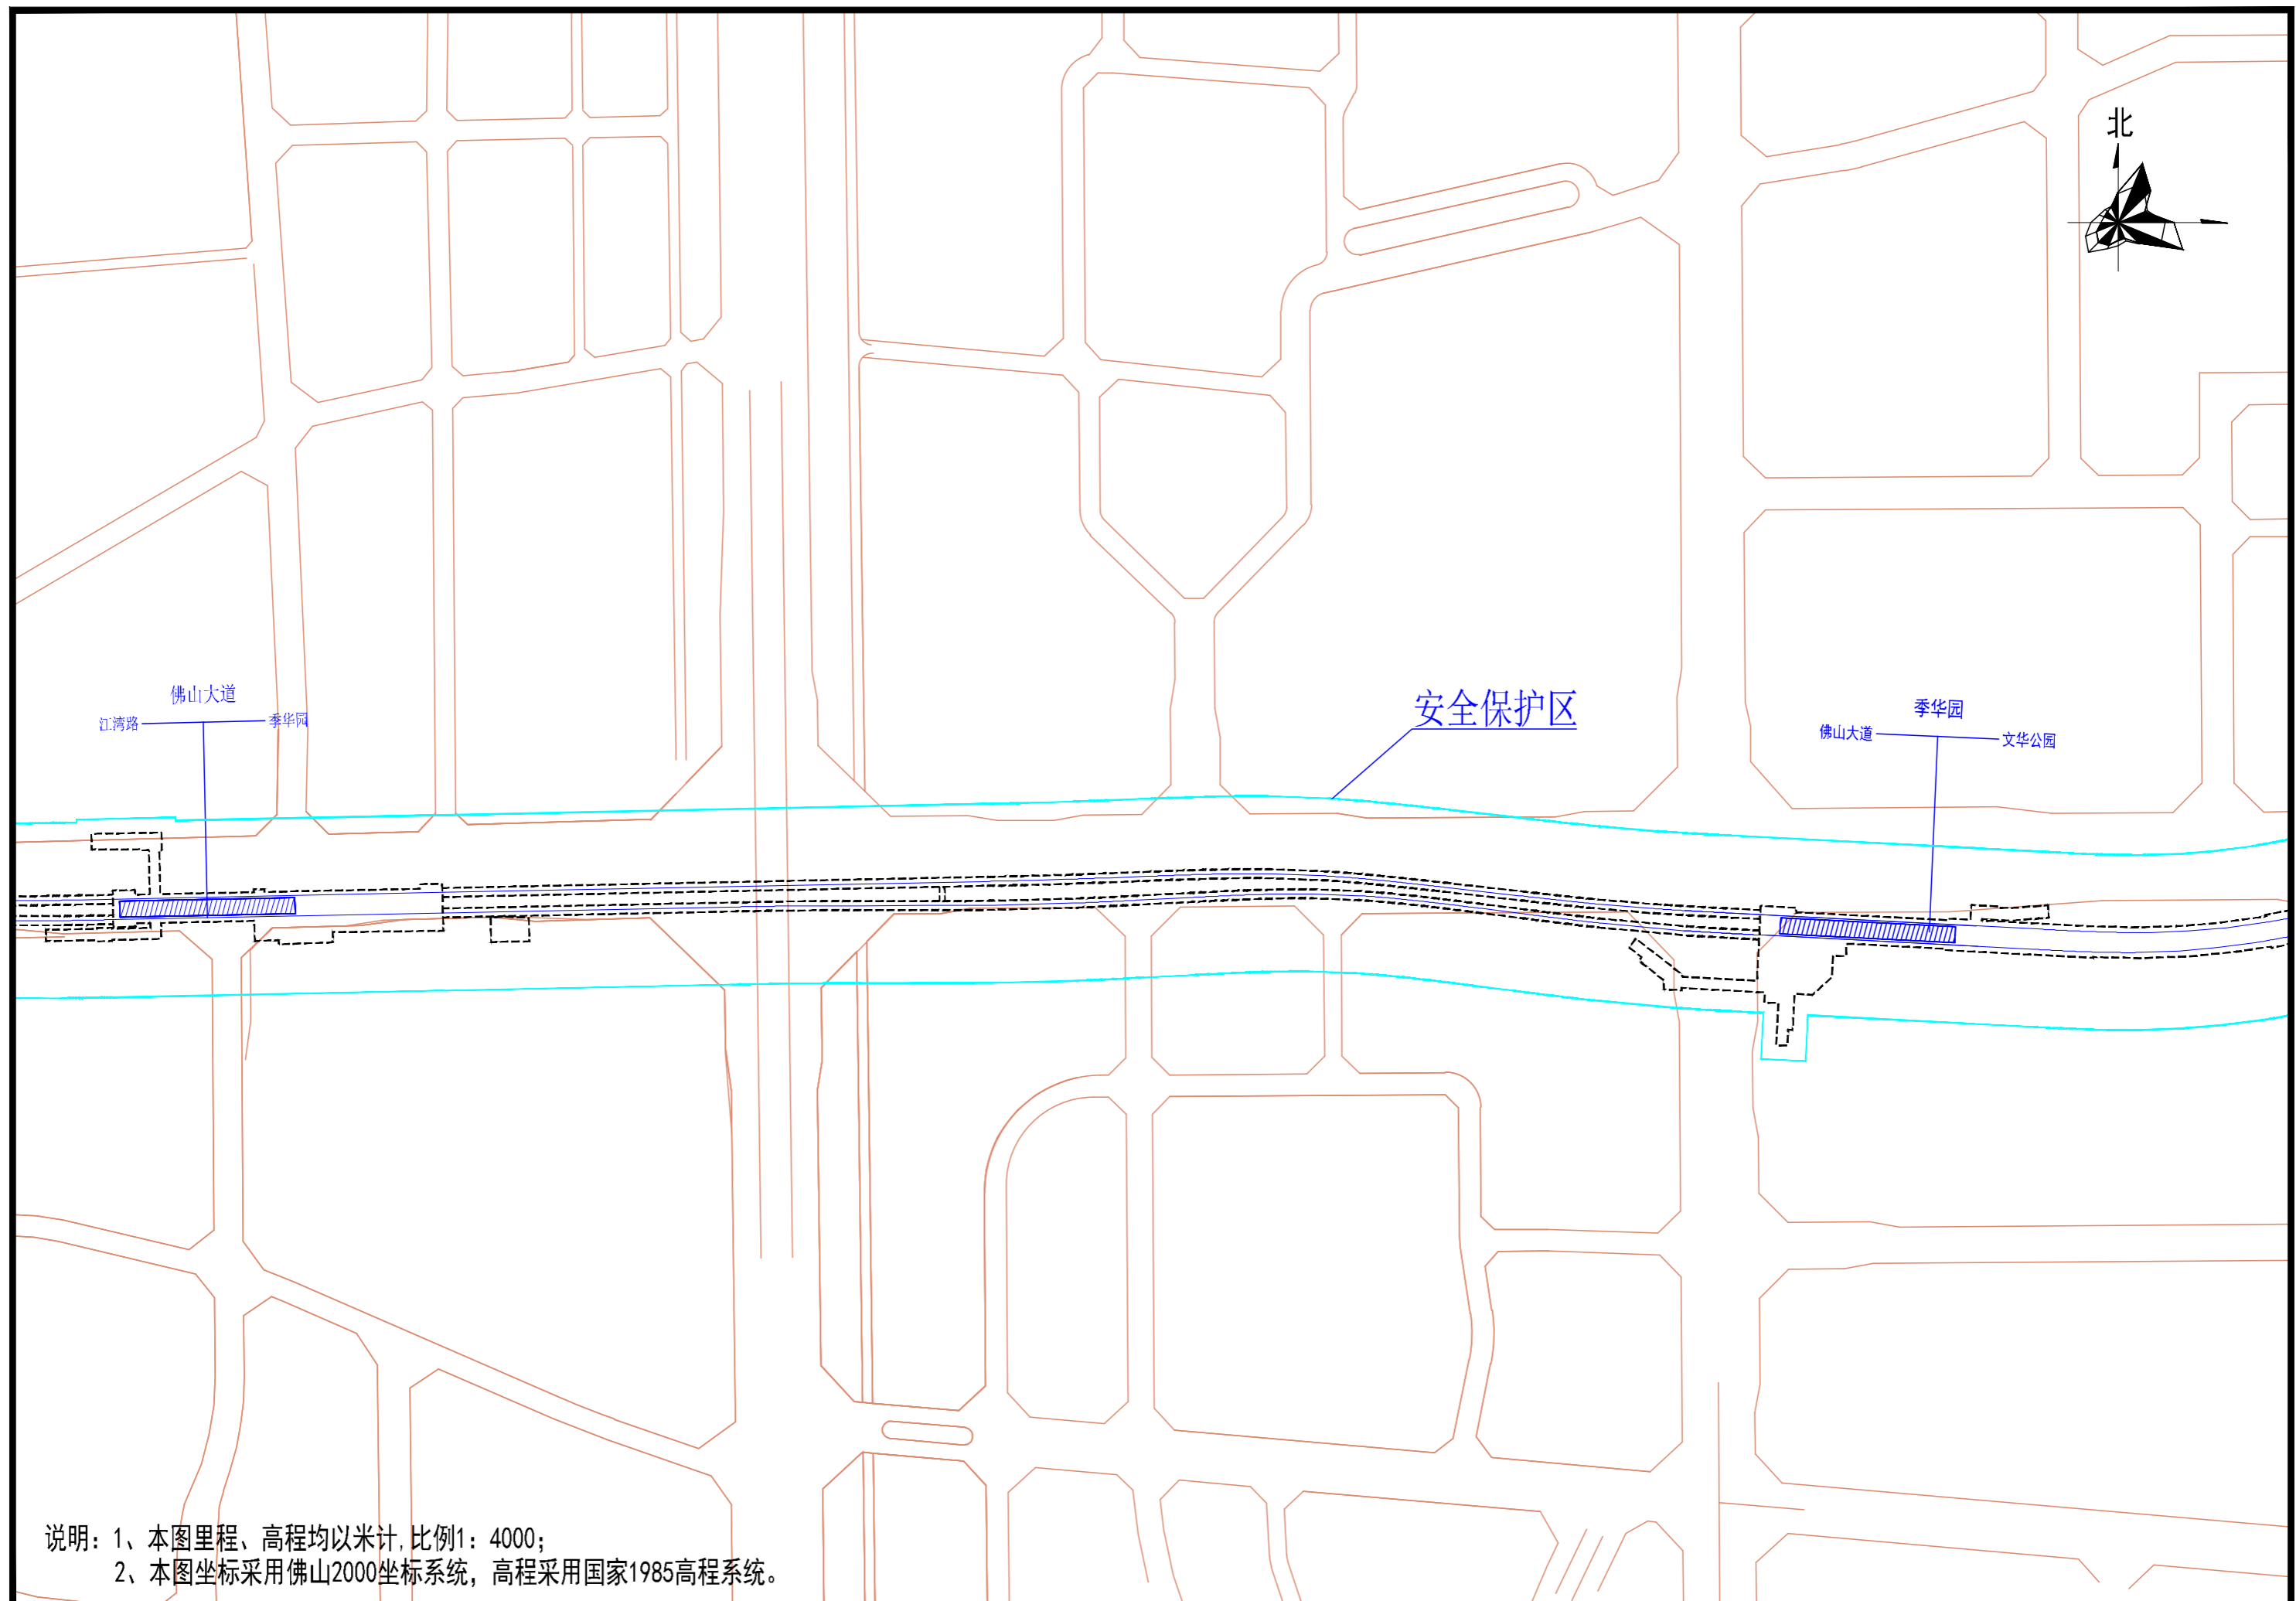 北
佛山大道
江湾路
季华园
安全保护区
季华园
佛山大道
文华公园
说明：1、本图里程、高程均以米计，比例1：4000；
2、本图坐标采用佛山2000坐标系统，高程采用国家1985高程系统。